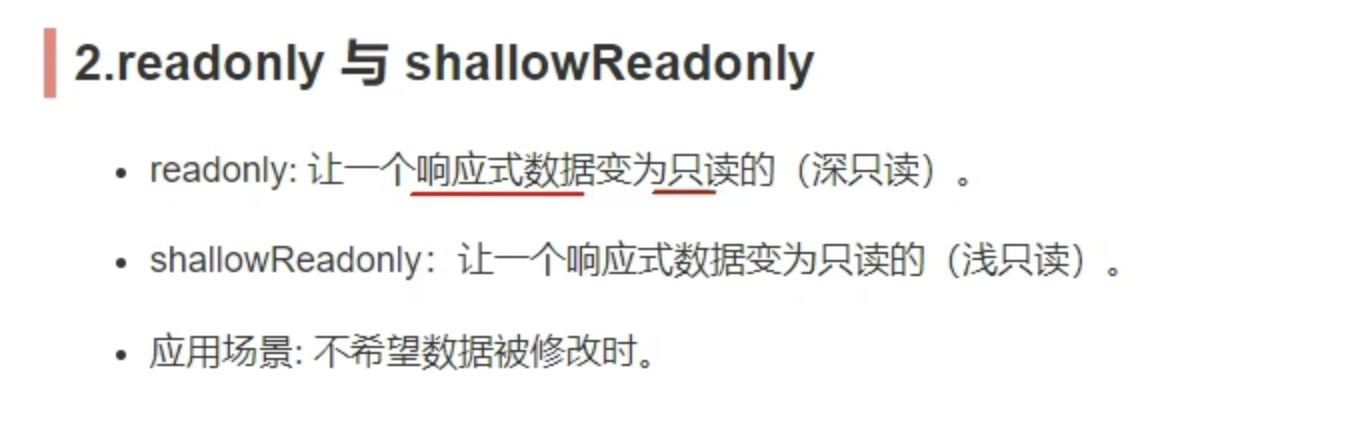 2.readonly 与 shallowReadonly
readonly: 让一个响应式数据变为只读的（深只读）。
shallowReadonly：让一个响应式数据变为只读的（浅只读）。
应用场景: 不希望数据被修改时。